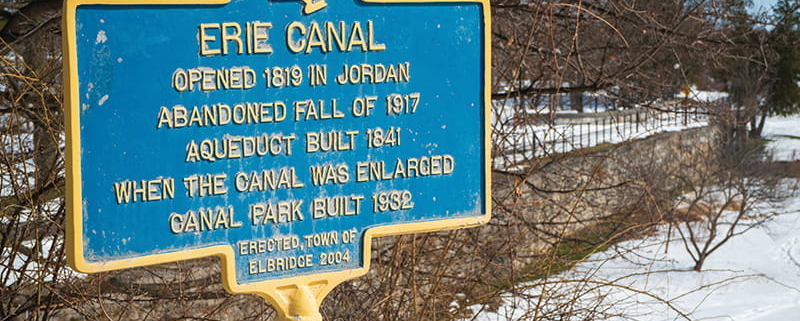 ERIE CANAL
OPENED 1819 IN JORDAN
ABANDONED FALL OF 1917
AQUEDUCT BUILT 1841
WHEN THE CANAL WAS ENLARGED
CANAL PARK BUILT 1932
ERECTED, TOWN OF
ELBRIDGE 2004